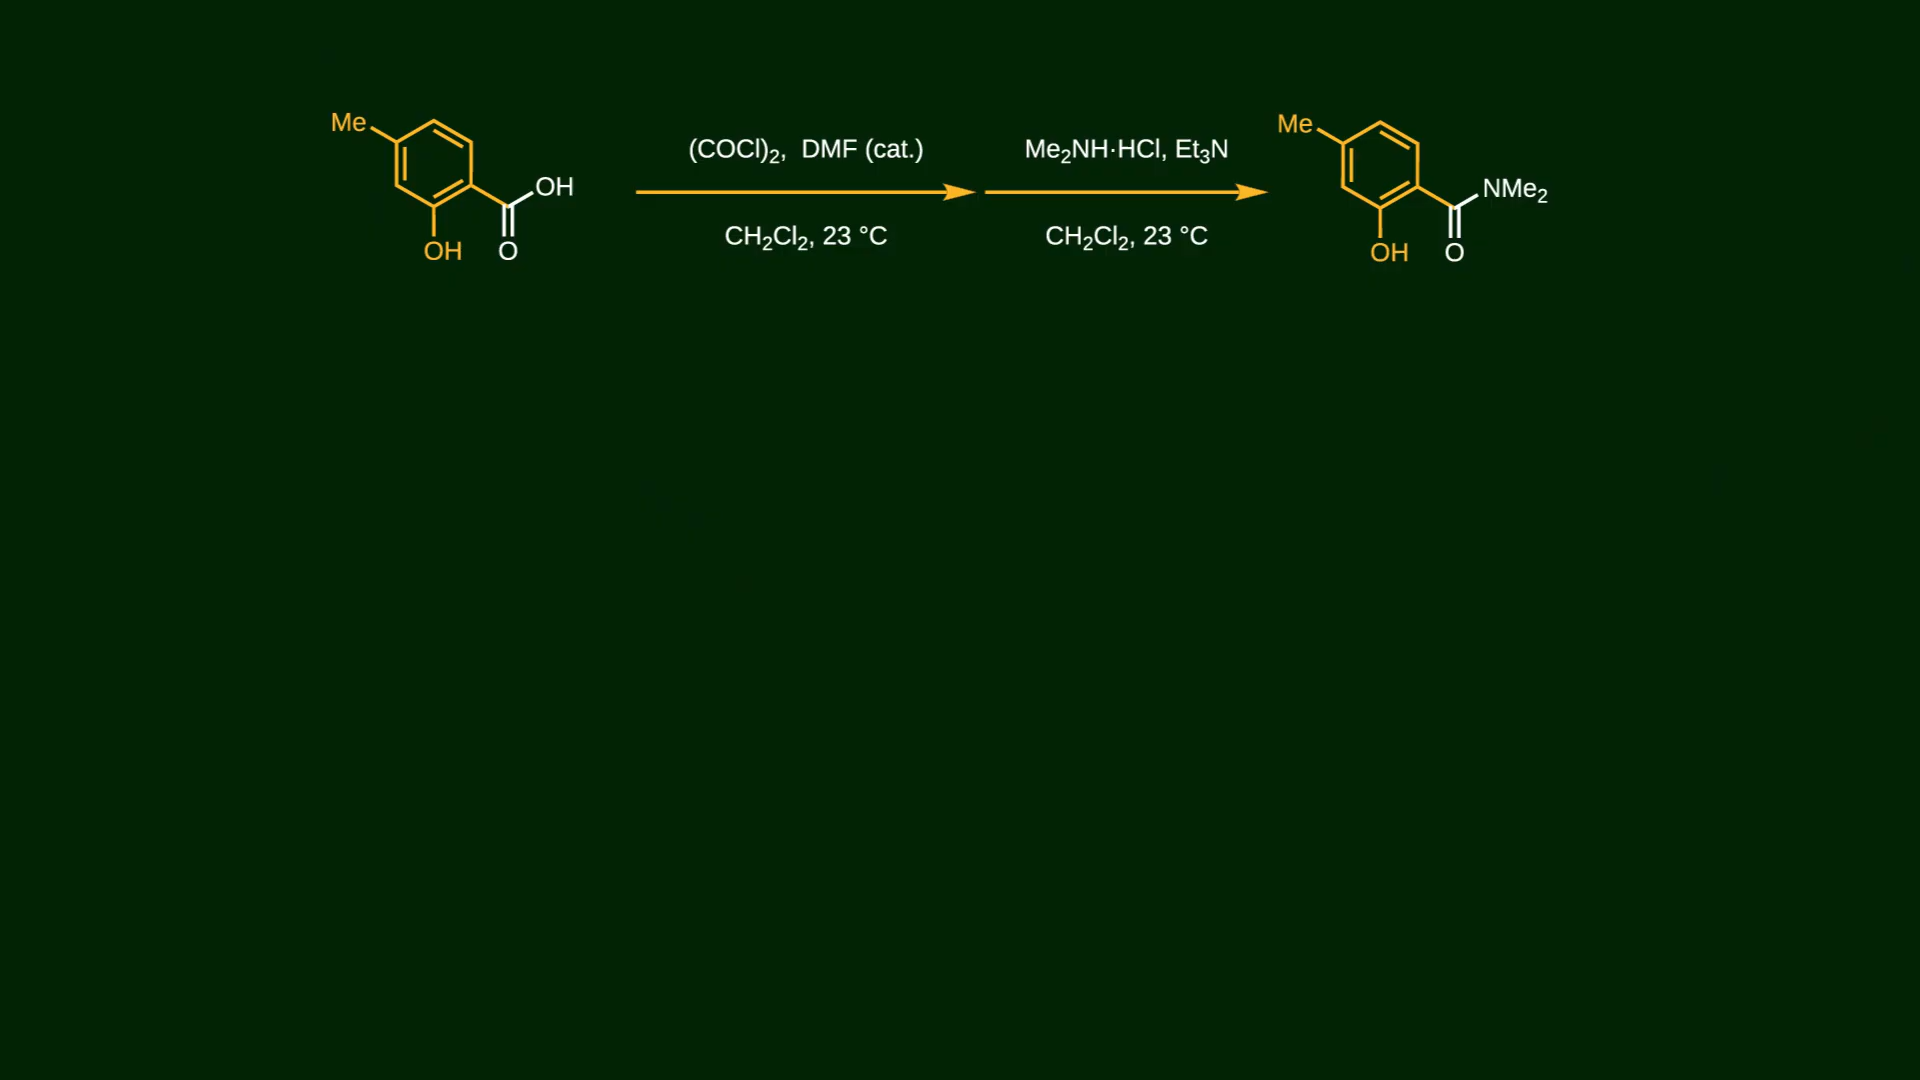 Me
OH
OH
O
(COCl)₂, DMF (cat.)
CH₂Cl₂, 23 °C
Me₂NH·HCl, Et₃N
CH₂Cl₂, 23 °C
Me
NMe₂
OH
O